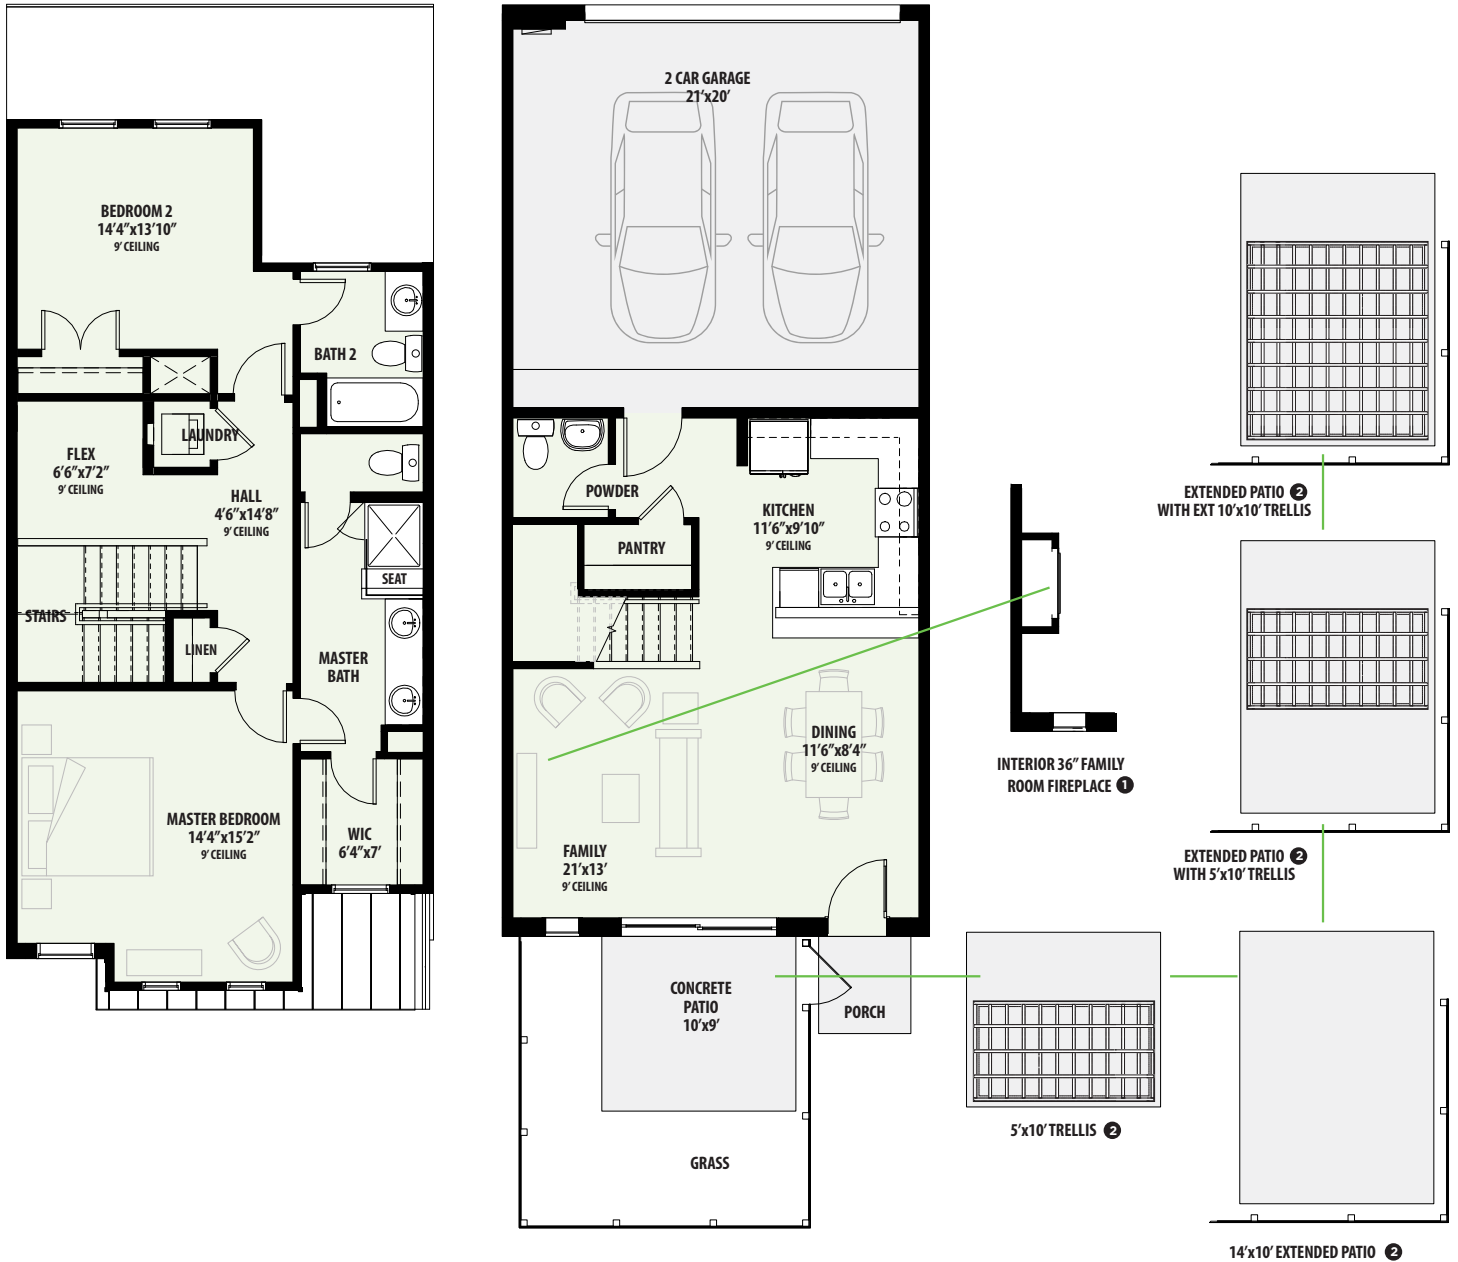 BEDROOM 2
14'4”x13'10”
9' CEILING
BATH 2
LAUNDRY
FLEX
6'6”x7'2”
9' CEILING
HALL
4'6”x14'8”
9' CEILING
SEAT
STAIRS
LINEN
MASTER
BATH
MASTER BEDROOM
14'4”x15'2”
9' CEILING
WIC
6'4”x7'
2 CAR GARAGE
21'x20'
POWDER
KITCHEN
11'6”x9'10”
9' CEILING
PANTRY
DINING
11'6”x8'4”
9' CEILING
FAMILY
21'x13'
9' CEILING
CONCRETE
PATIO
10'x9'
PORCH
GRASS
INTERIOR 36” FAMILY
ROOM FIREPLACE 1
EXTENDED PATIO 2
WITH EXT 10'x10' TRELLIS
EXTENDED PATIO 2
WITH 5'x10' TRELLIS
5'x10' TRELLIS 2
14'x10' EXTENDED PATIO 2